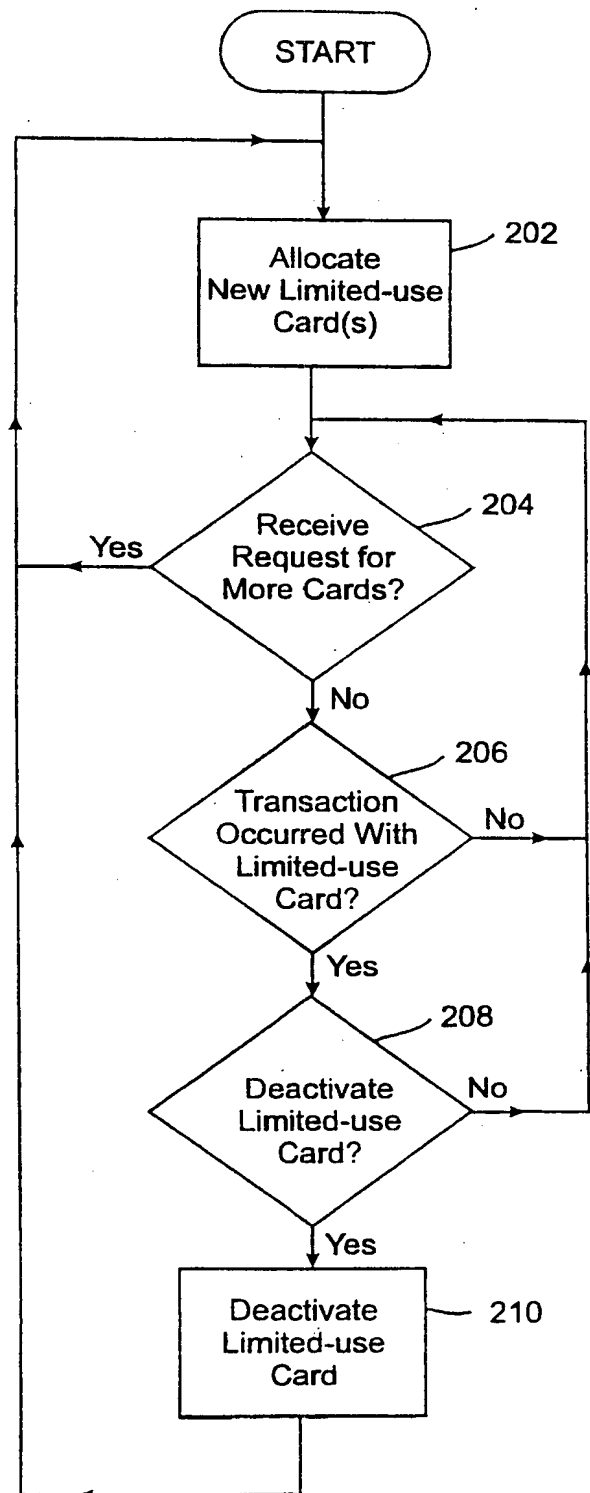 START
202
Allocate
New Limited-use
Card(s)
204
Yes
Receive
Request for
More Cards?
No
206
Transaction
Occurred With
Limited-use
Card?
No
Yes
208
Deactivate
Limited-use
Card?
No
Yes
210
Deactivate
Limited-use
Card